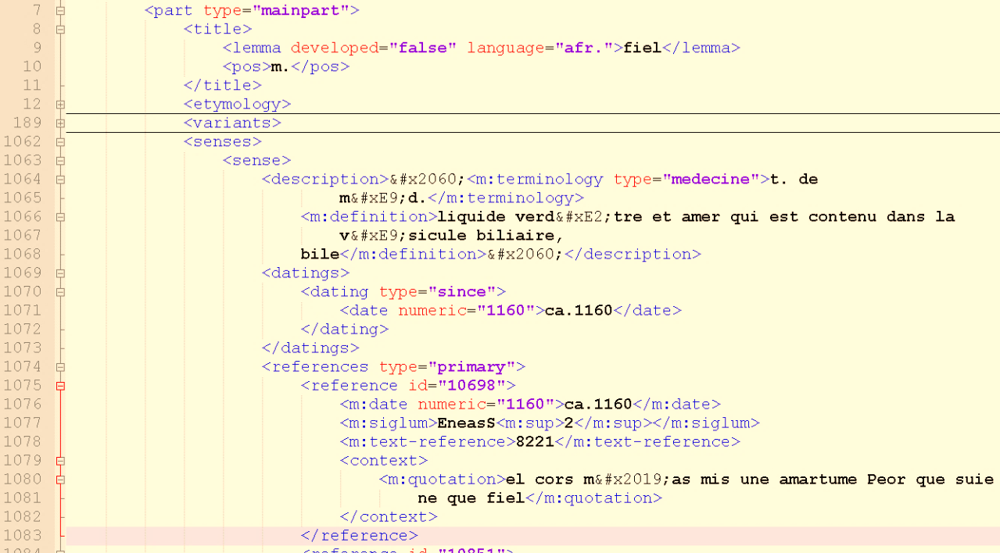 7 <part type="mainpart">
8 <title>
9 <lemma developed="false" language="afr.">fiel</lemma>
10 <pos>m.</pos>
11 </title>
12 <etymology>
189 <variants>
1062 <senses>
1063 <sense>
1064 <description>&#x2060;<m:terminology type="medecine">t. de
1065 m&#xE9;d.</m:terminology>
1066 <m:definition>liquide verd&#xE2;tre et amer qui est contenu dans la
1067 v&#xE9;sicule biliaire,
1068 bile</m:definition>&#x2060;</description>
1069 <datings>
1070 <dating type="since">
1071 <date numeric="1160">ca.1160</date>
1072 </dating>
1073 </datings>
1074 <references type="primary">
1075 <reference id="10698">
1076 <m:date numeric="1160">ca.1160</m:date>
1077 <m:siglum>EneasS<m:sup>2</m:sup></m:siglum>
1078 <m:text-reference>8221</m:text-reference>
1079 <context>
1080 <m:quotation>el cors m&#x2019;as mis une amartume Peor que suie
1081 ne que fiel</m:quotation>
1082 </context>
1083 </reference>
1084 <reference id="10851">